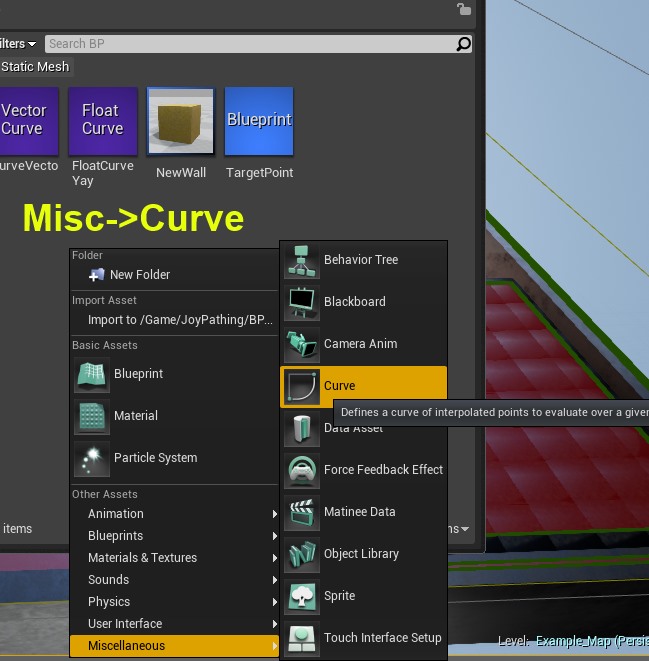 ilters
Search BP
Static Mesh
Vector
Curve
Float
Curve
Blueprint
urveVecto
FloatCurve
Yay
NewWall
TargetPoint
Misc->Curve
Folder
New Folder
Import Asset
Import to /Game/JoyPathing/BP...
Basic Assets
Blueprint
Material
Particle System
Other Assets
Animation
Blueprints
Materials & Textures
Sounds
Physics
User Interface
Miscellaneous
Behavior Tree
Blackboard
Camera Anim
Curve
Defines a curve of interpolated points to evaluate over a given
Data Asset
Force Feedback Effect
Matinee Data
Object Library
Sprite
Touch Interface Setup
items
ns
Level: Example_Map (Persis